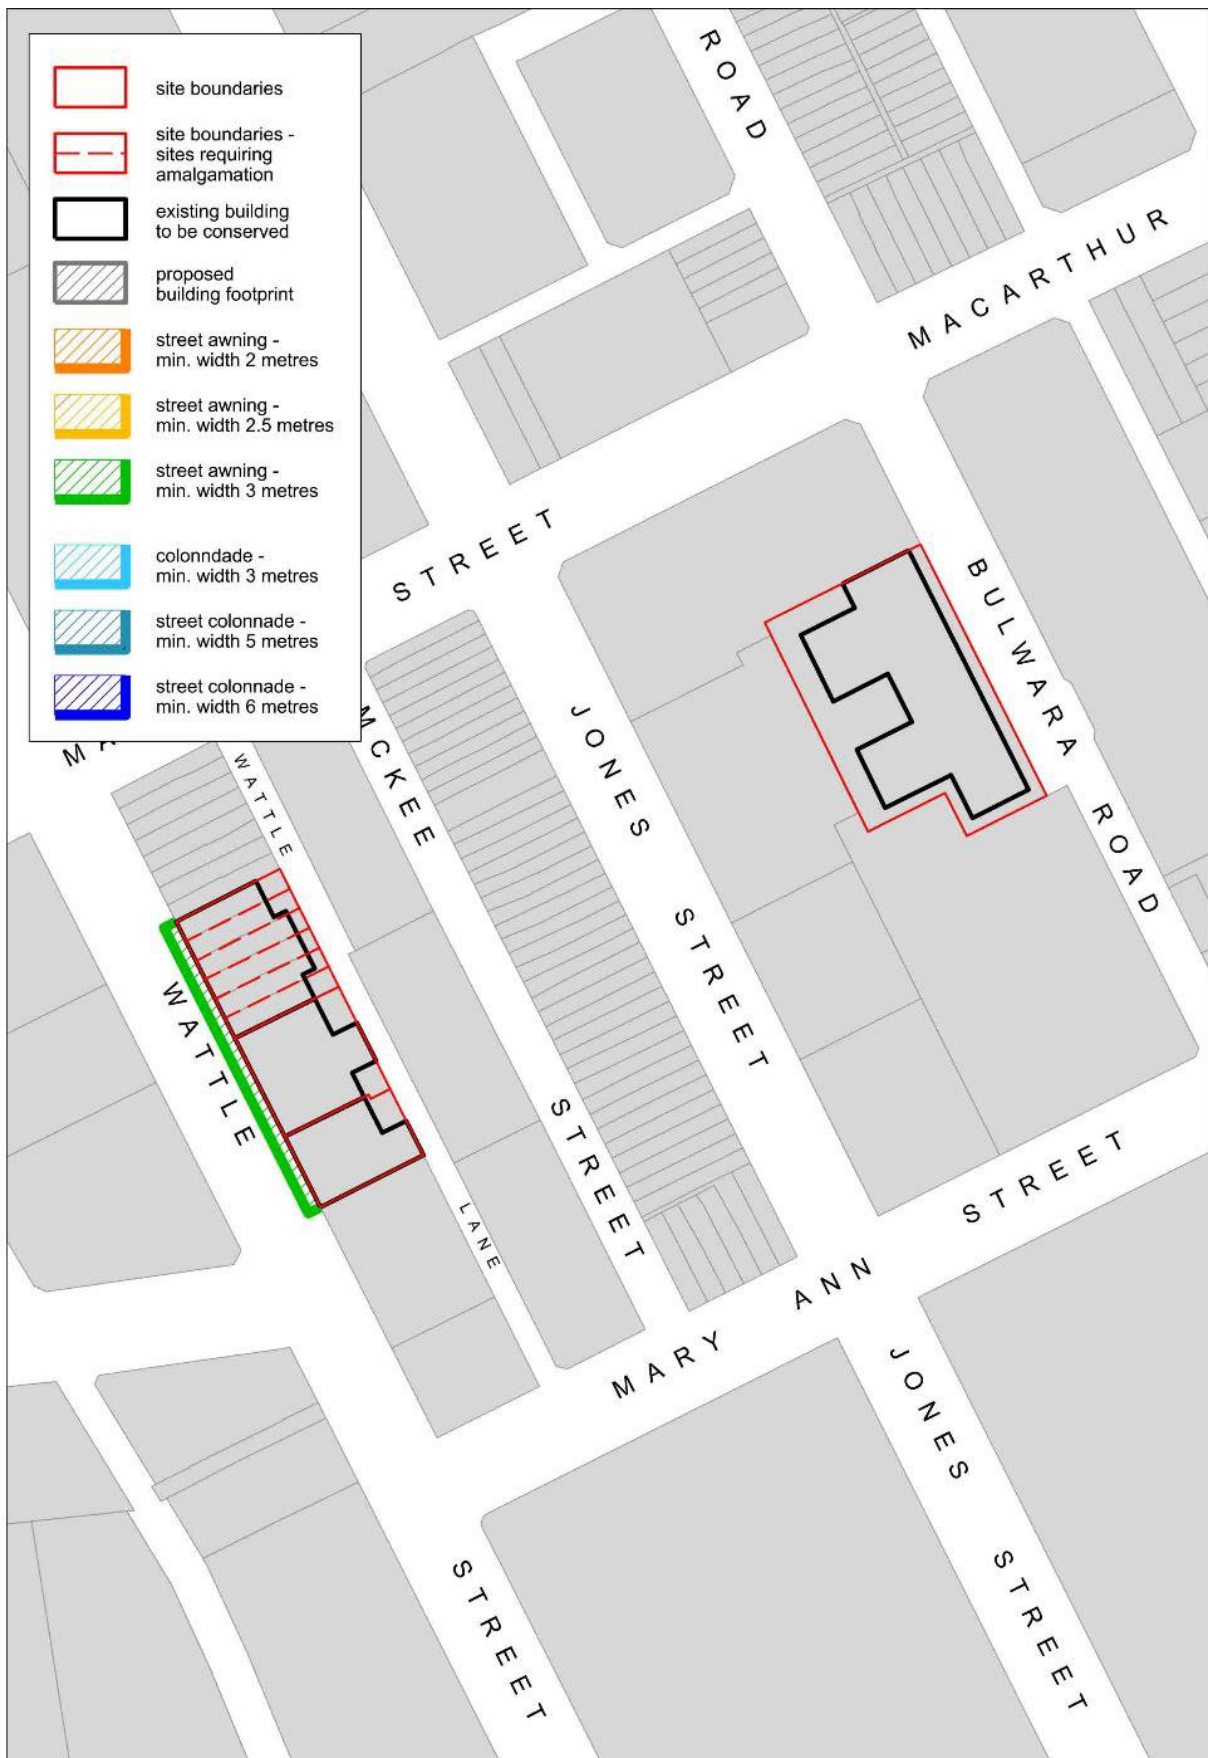 site boundaries
site boundaries -
sites requiring
amalgamation
existing building
to be conserved
proposed
building footprint
street awning -
min. width 2 metres
street awning -
min. width 2.5 metres
street awning -
min. width 3 metres
colonndade -
min. width 3 metres
street colonnade -
min. width 5 metres
street colonnade -
min. width 6 metres
ROAD
MACARTHUR
STREET
BULWARA
ROAD
JONES
STREET
MCKEE
STREET
WATTLE
LANE
WATTLE
STREET
MARY ANN STREET
JONES
STREET